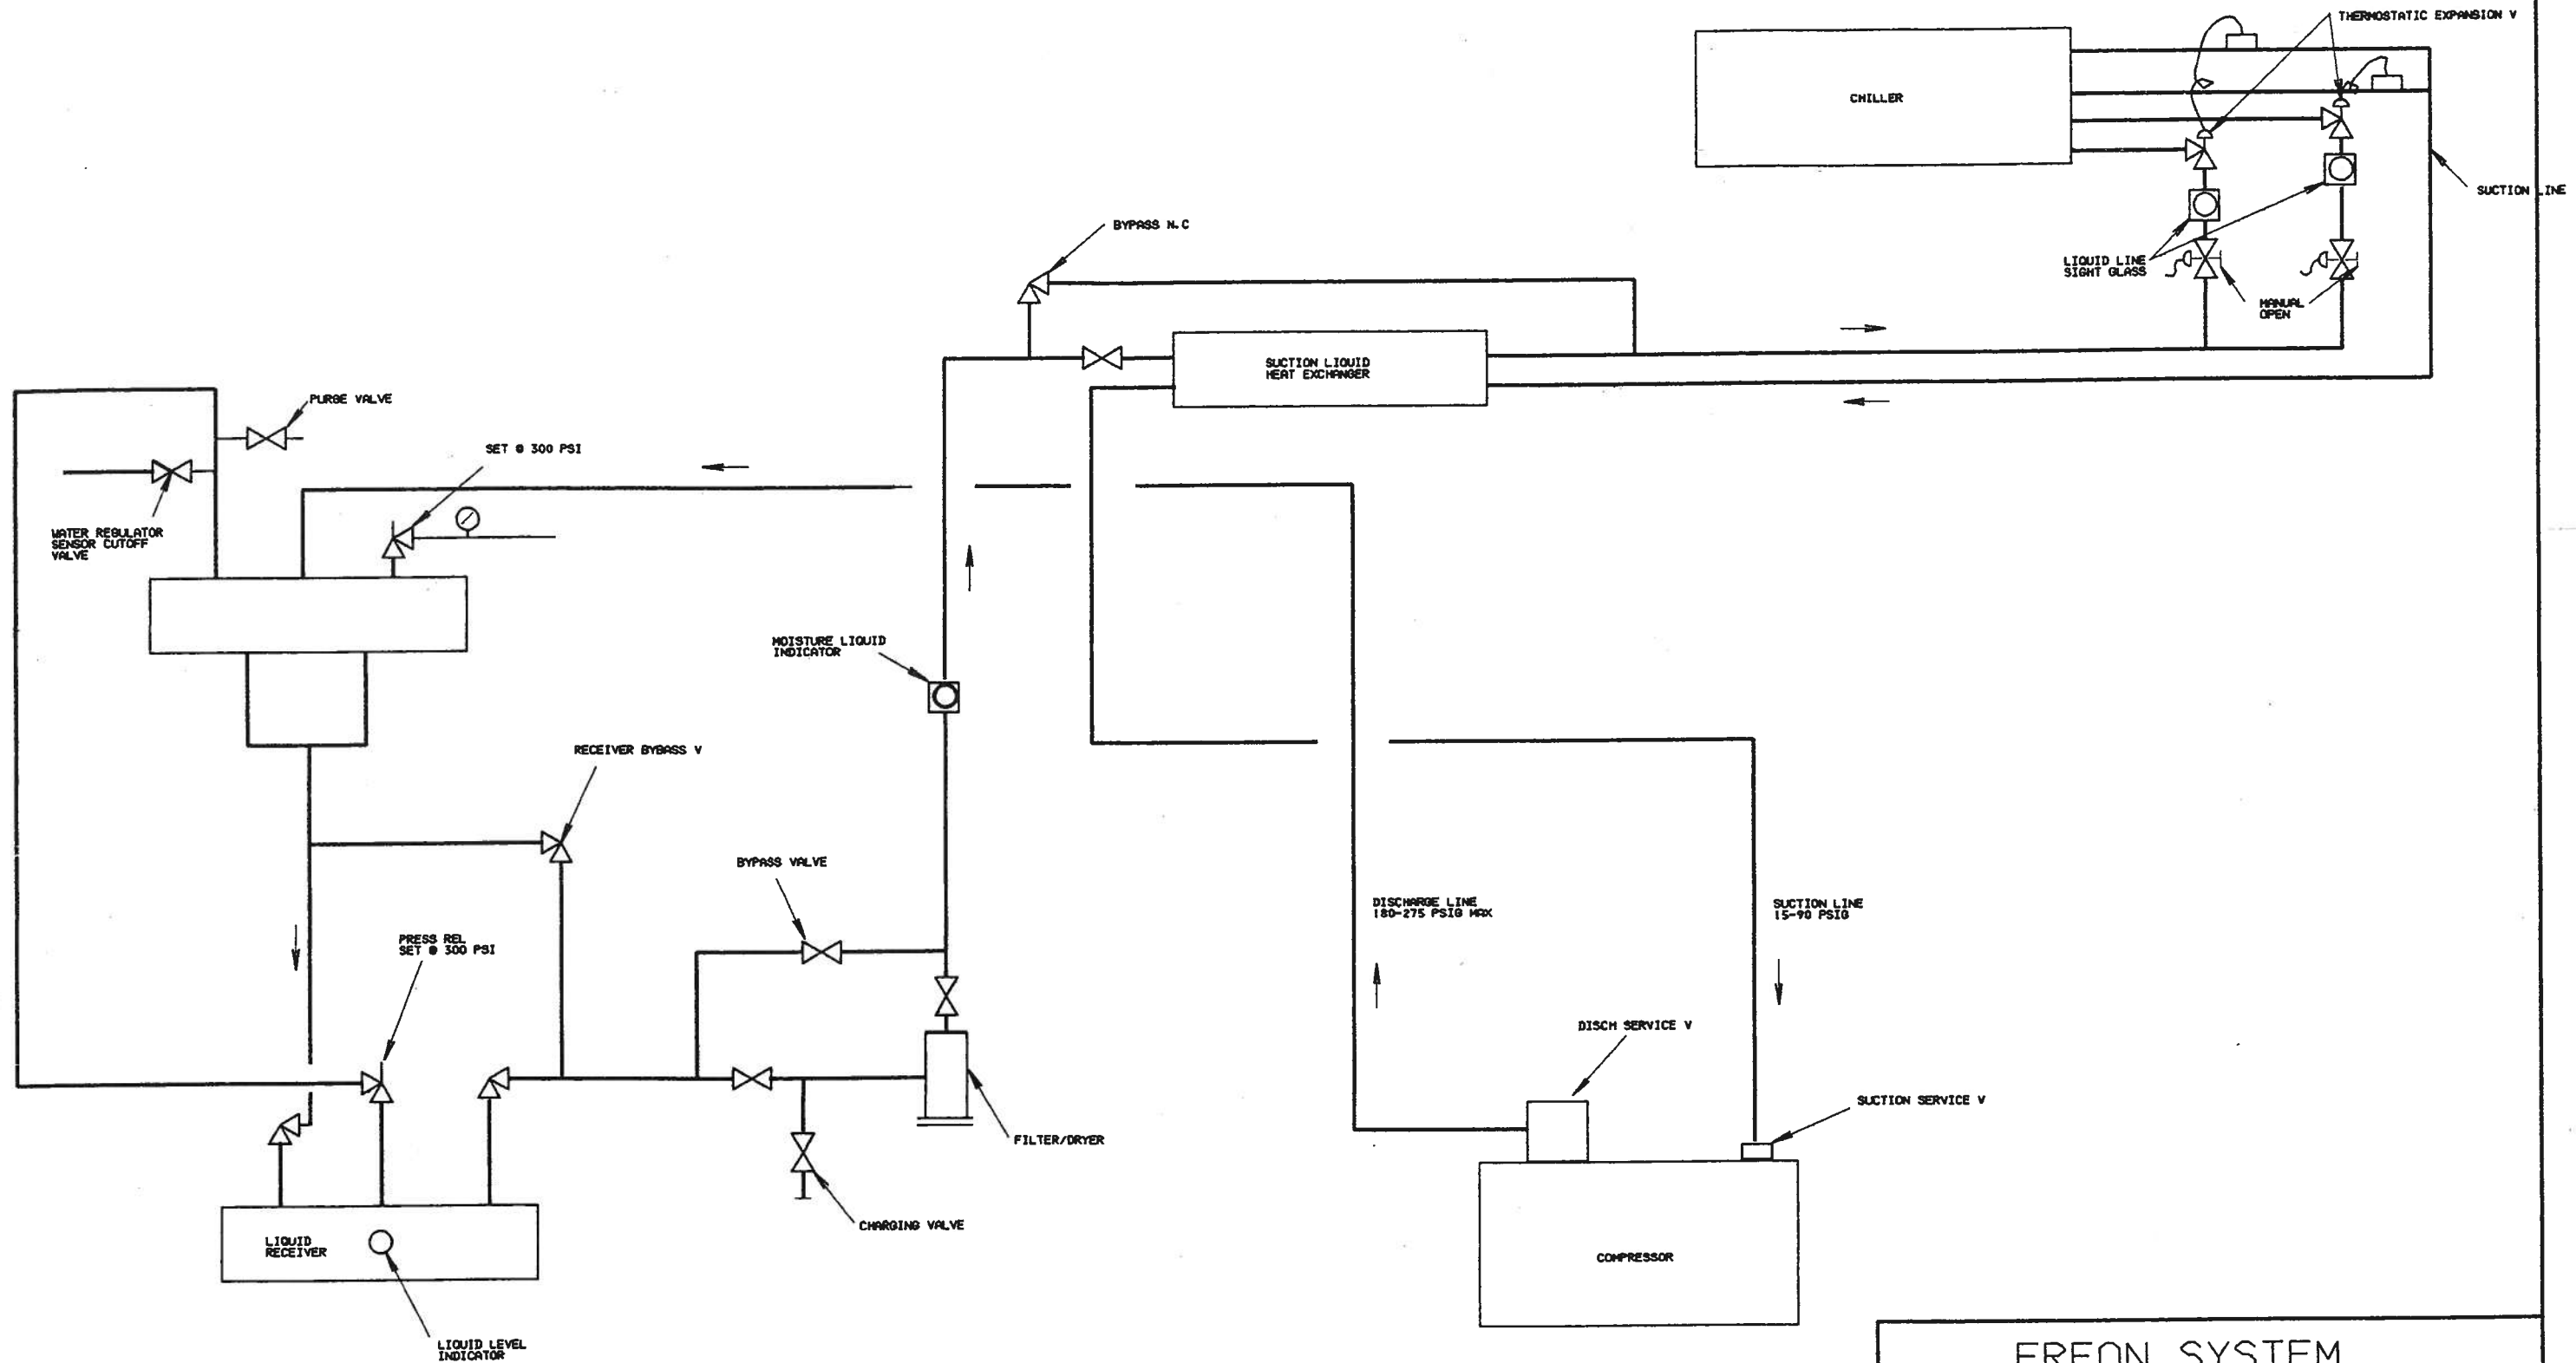 THERMOSTATIC EXPANSION V
CHILLER
SUCTION LINE
BYPASS N.C
LIQUID LINE
SIGHT GLASS
MANUAL
OPEN
SUCTION LIQUID
HEAT EXCHANGER
PURGE VALVE
SET @ 300 PSI
WATER REGULATOR
SENSOR CUTOFF
VALVE
MOISTURE LIQUID
INDICATOR
RECEIVER BYBASS V
BYPASS VALVE
DISCHARGE LINE
180-275 PSIG MAX
SUCTION LINE
15-90 PSIG
PRESS REL
SET @ 300 PSI
DISCH SERVICE V
SUCTION SERVICE V
FILTER/DRYER
CHARGING VALVE
LIQUID
RECEIVER
COMPRESSOR
LIQUID LEVEL
INDICATOR
FREON SYSTEM